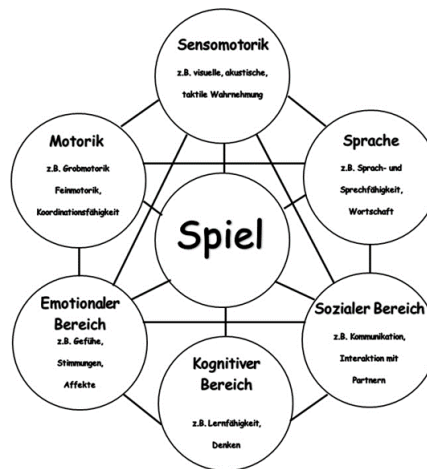 Sensomotorik
z.B. visuelle, akustische,
taktile Wahrnehmung
Motorik
z.B. Grobmotorik
Feinmotorik,
Koordinationsfähigkeit
Sprache
z.B. Sprach- und
Sprechfähigkeit,
Wortschaft
Spiel
Emotionaler
Bereich
z.B. Gefühe,
Stimmungen,
Affekte
Sozialer Bereich
z.B. Kommunikation,
Interaktion mit
Partnern
Kognitiver
Bereich
z.B. Lernfähigkeit,
Denken